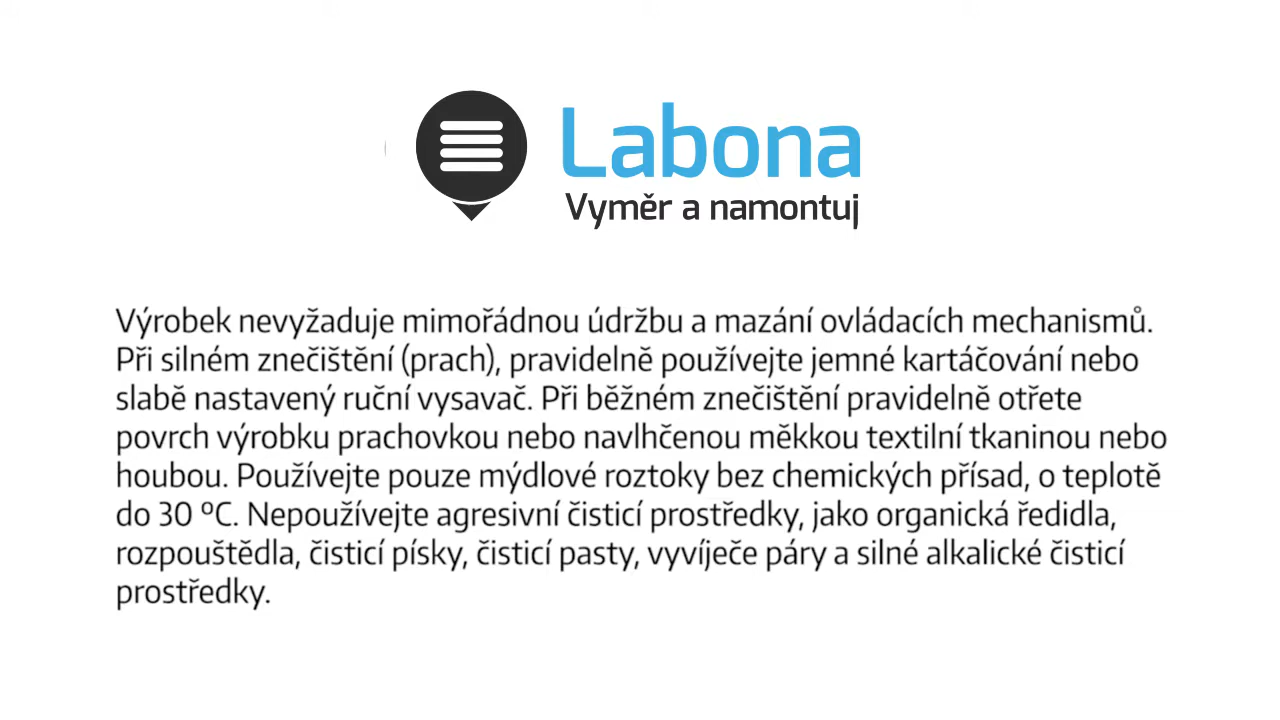 Labona
Vyměr a namontuj
Výrobek nevyžaduje mimořádnou údržbu a mazání ovládacích mechanismů.
Při silném znečištění (prach), pravidelně používejte jemné kartáčování nebo
slabě nastavený ruční vysavač. Při běžném znečištění pravidelně otřete
povrch výrobku prachovkou nebo navlhčenou měkkou textilní tkaninou nebo
houbou. Používejte pouze mýdlové roztoky bez chemických přísad, o teplotě
do 30 ºC. Nepoužívejte agresivní čisticí prostředky, jako organická ředidla,
rozpouštědla, čisticí písky, čisticí pasty, vyvíječe páry a silné alkalické čisticí
prostředky.